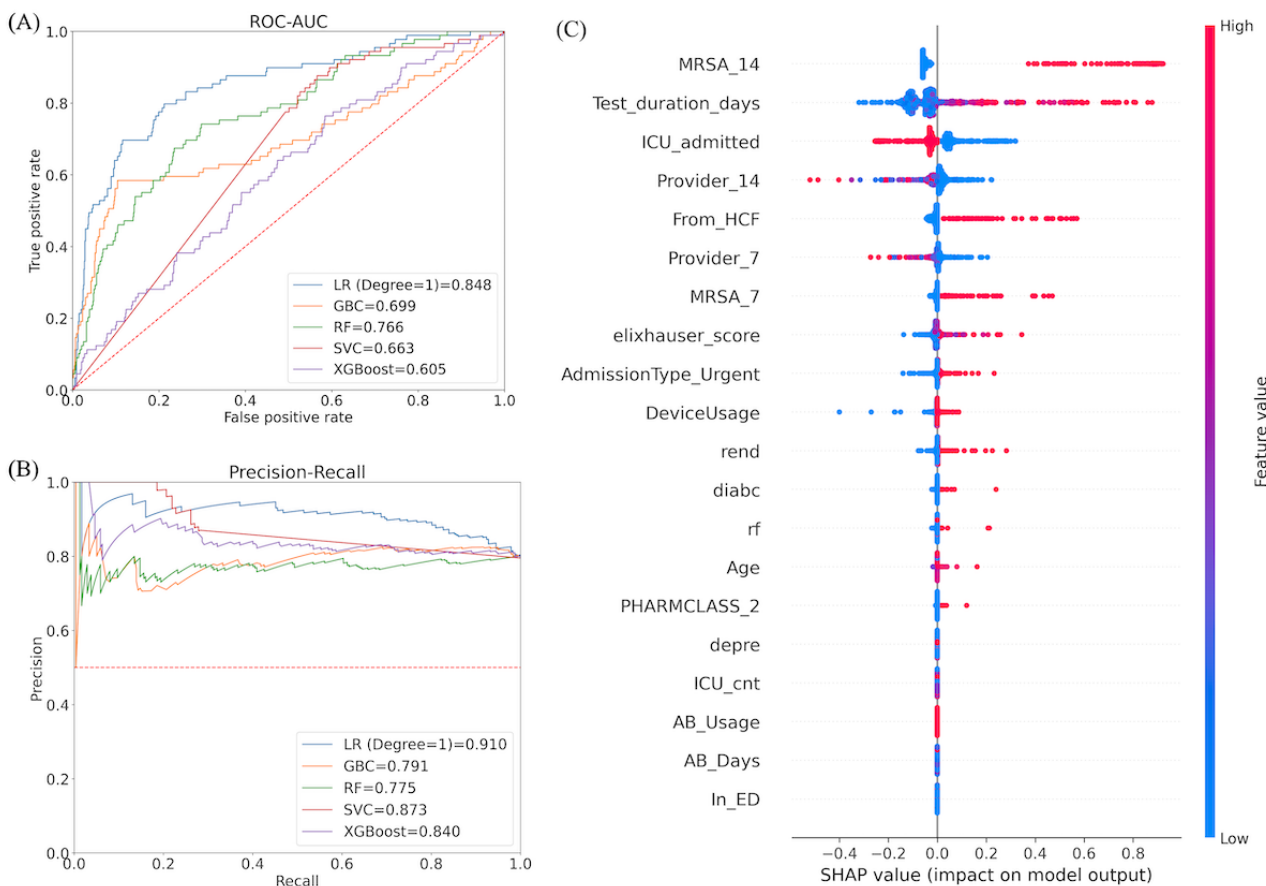 (A)
ROC-AUC
1.0
0.8
0.6
0.4
0.2
0.0
True positive rate
LR (Degree=1)=0.848
GBC=0.699
RF=0.766
SVC=0.663
XGBoost=0.605
0.0 0.2 0.4 0.6 0.8 1.0
False positive rate
(B)
Precision-Recall
1.0
0.8
0.6
0.4
0.2
0.0
Precision
LR (Degree=1)=0.910
GBC=0.791
RF=0.775
SVC=0.873
XGBoost=0.840
0.0 0.2 0.4 0.6 0.8 1.0
Recall
(C)
MRSA_14
Test_duration_days
ICU_admitted
Provider_14
From_HCF
Provider_7
MRSA_7
elixhauser_score
AdmissionType_Urgent
DeviceUsage
rend
diabc
rf
Age
PHARMCLASS_2
depre
ICU_cnt
AB_Usage
AB_Days
In_ED
−0.4 −0.2 0.0 0.2 0.4 0.6 0.8
SHAP value (impact on model output)
High
Feature value
Low